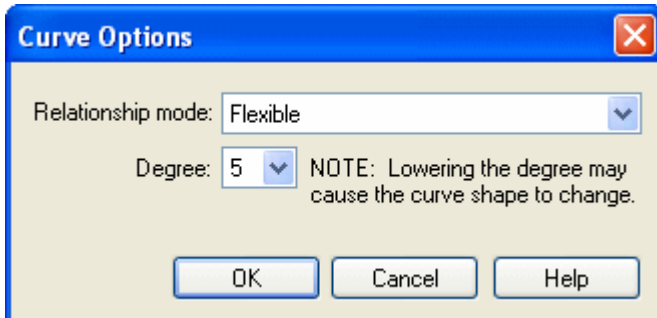 Curve Options
Relationship mode: Flexible
Degree: 5 NOTE: Lowering the degree may
cause the curve shape to change.
OK Cancel Help